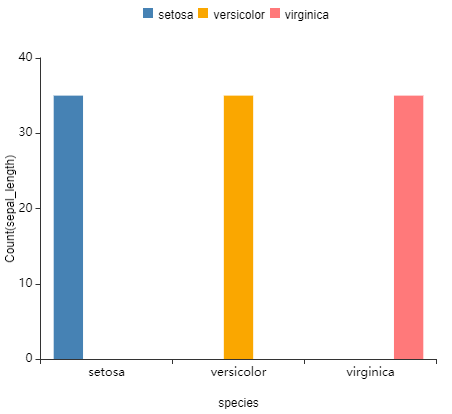 setosa versicolor virginica
40
30
20
10
0
Count(sepal_length)
setosa versicolor virginica
species